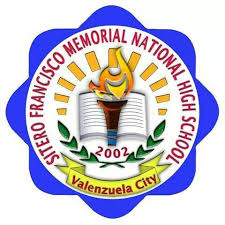 SITERO FRANCISCO MEMORIAL NATIONAL HIGH SCHOOL
2002
Valenzuela City